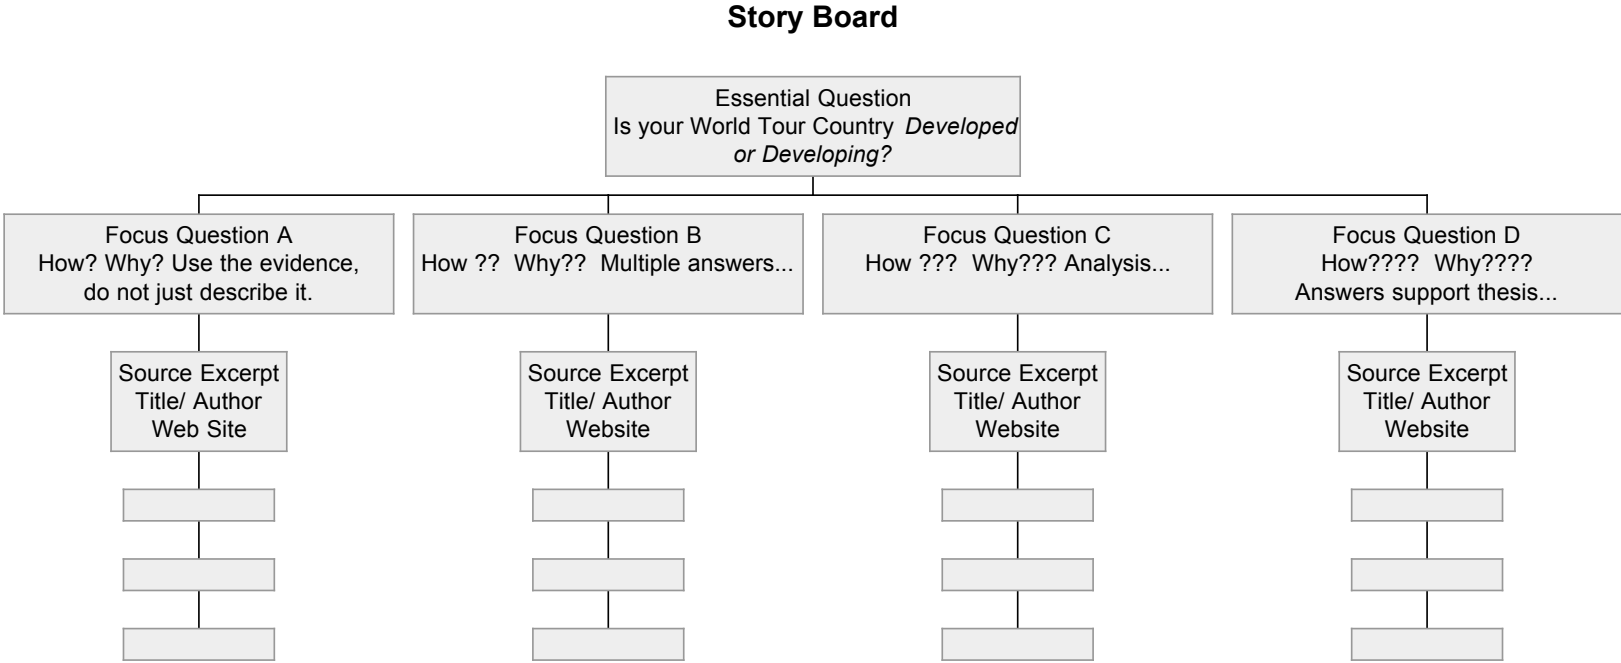 Story Board
Essential Question
Is your World Tour Country Developed
or Developing?
Focus Question A
How? Why? Use the evidence,
do not just describe it.
Focus Question B
How ?? Why?? Multiple answers...
Focus Question C
How ??? Why??? Analysis...
Focus Question D
How???? Why????
Answers support thesis...
Source Excerpt
Title/ Author
Web Site
Source Excerpt
Title/ Author
Website
Source Excerpt
Title/ Author
Website
Source Excerpt
Title/ Author
Website